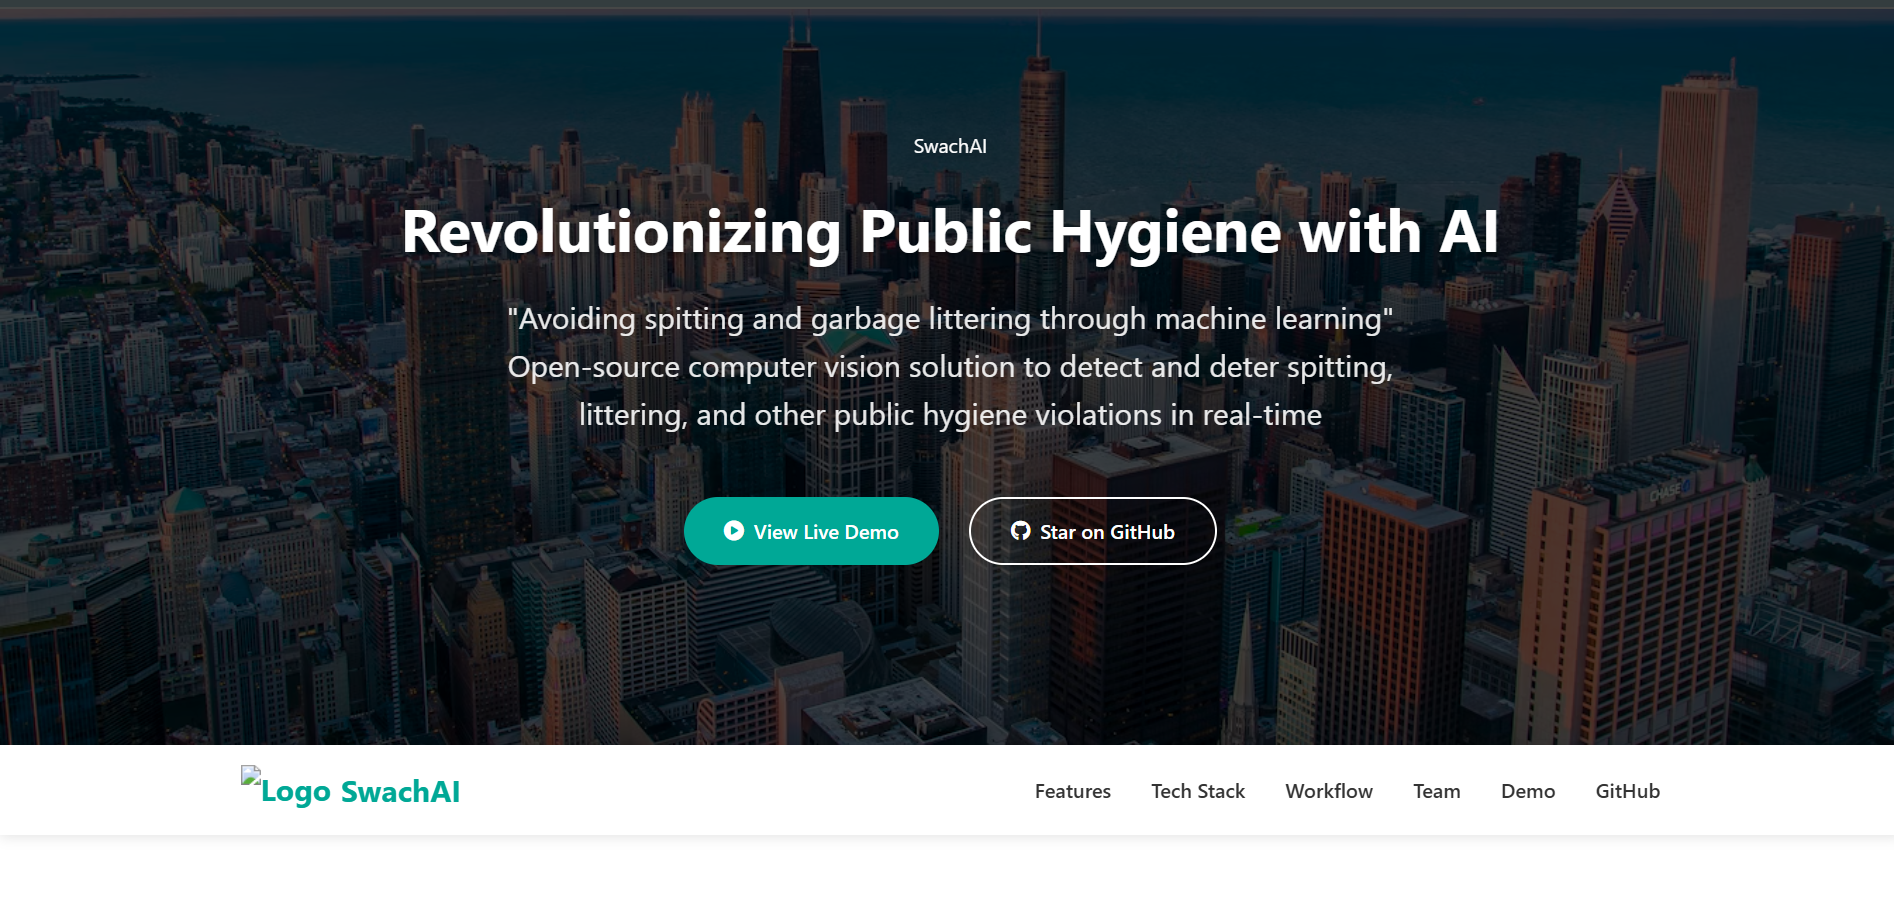 SwachAI
Revolutionizing Public Hygiene with AI
"Avoiding spitting and garbage littering through machine learning"
Open-source computer vision solution to detect and deter spitting,
littering, and other public hygiene violations in real-time
View Live Demo
Star on GitHub
CHASE
Logo SwachAI
Features
Tech Stack
Workflow
Team
Demo
GitHub